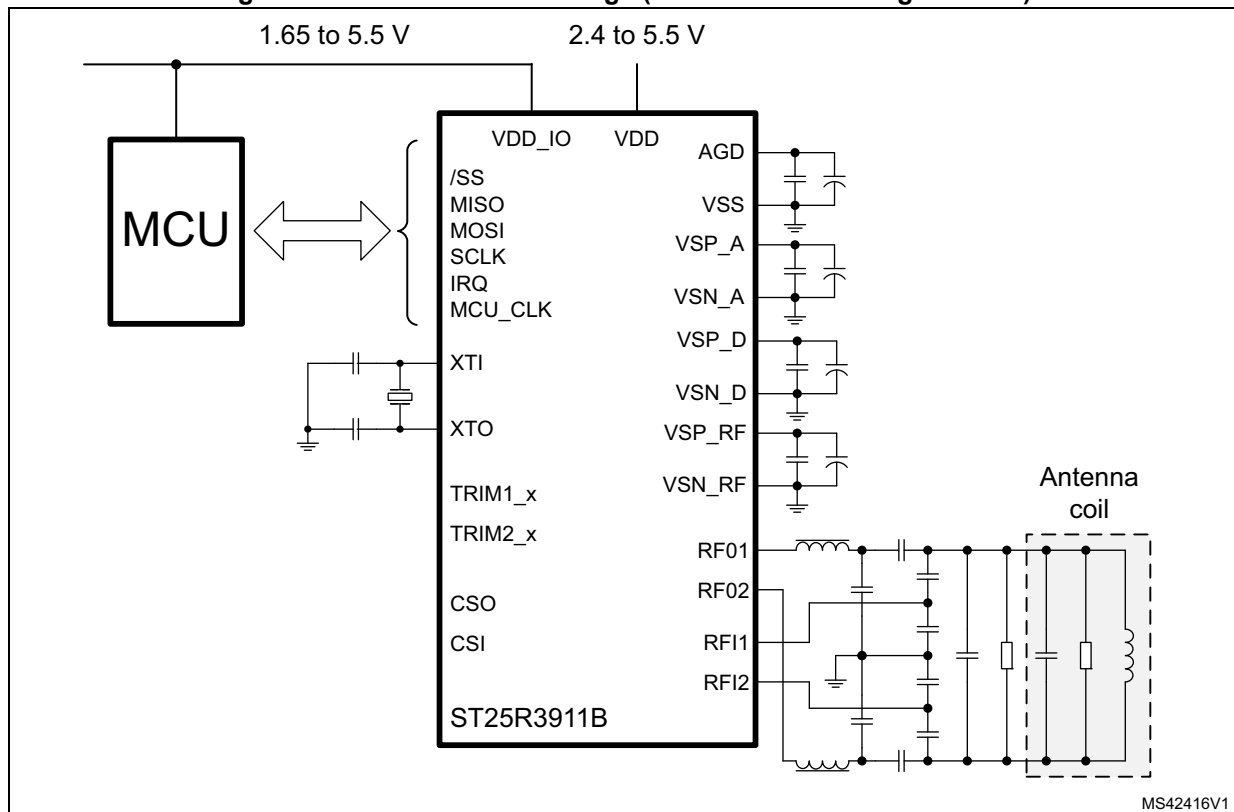 1.65 to 5.5 V
2.4 to 5.5 V
VDD_IO
VDD
MCU
/SS
MISO
MOSI
SCLK
IRQ
MCU_CLK
XTI
XTO
TRIM1_x
TRIM2_x
CSO
CSI
ST25R3911B
AGD
VSS
VSP_A
VSN_A
VSP_D
VSN_D
VSP_RF
VSN_RF
RF01
RF02
RFI1
RFI2
Antenna
coil
MS42416V1